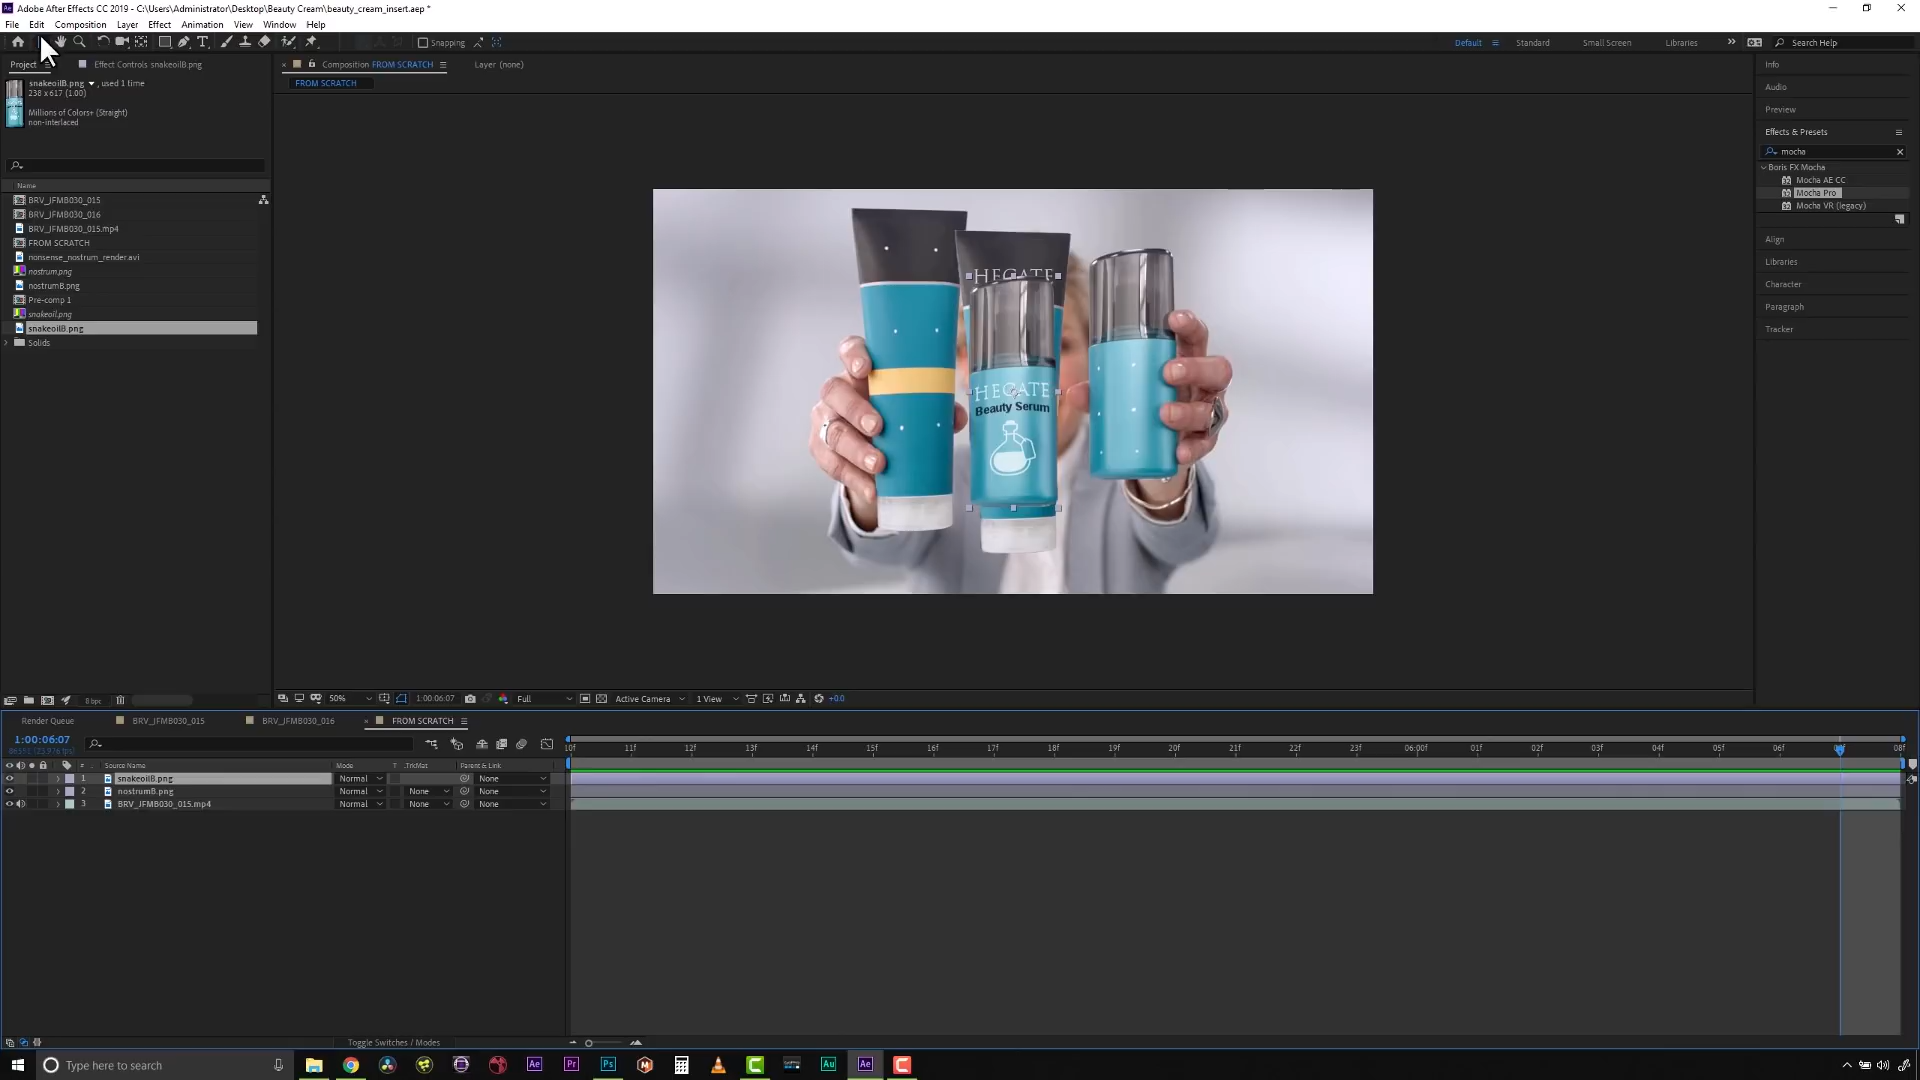 Adobe After Effects CC 2019 - C:\Users\Administrator\Desktop\Beauty Cream\beauty_cream_insert.aep *
File Edit Composition Layer Effect Animation View Window Help
Snapping
Default Standard Small Screen Libraries Search Help
Project Effect Controls snakeoilB.png
Composition FROM SCRATCH Layer (none)
FROM SCRATCH
snakeoilB.png , used 1 time
238 x 617 (1.00)
Millions of Colors+ (Straight)
non-interlaced
Name
BRV_JFMB030_015
BRV_JFMB030_016
BRV_JFMB030_015.mp4
FROM SCRATCH
nonsense_nostrum_render.avi
nostrum.png
nostrumB.png
Pre-comp 1
snakeoil.png
snakeoilB.png
Solids
HECATE
HECATE
Beauty Serum
Info
Audio
Preview
Effects & Presets
mocha
Boris FX Mocha
Mocha AE CC
Mocha Pro
Mocha VR (legacy)
Align
Libraries
Character
Paragraph
Tracker
8 bpc
50% 1:00:06:07 Full Active Camera 1 View +0.0
Render Queue BRV_JFMB030_015 BRV_JFMB030_016 FROM SCRATCH
1:00:06:07
10f 11f 12f 13f 14f 15f 16f 17f 18f 19f 20f 21f 22f 23f 06:00f 01f 02f 03f 04f 05f 06f 08f
# Source Name Mode T .TrkMat Parent & Link
1 snakeoilB.png Normal None
2 nostrumB.png Normal None None
3 BRV_JFMB030_015.mp4 Normal None None
Toggle Switches / Modes
Type here to search